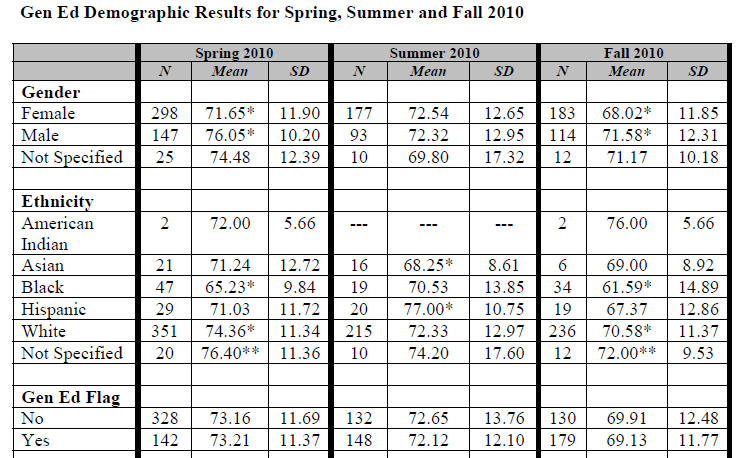 Gen Ed Demographic Results for Spring, Summer and Fall 2010
Spring 2010 Summer 2010 Fall 2010
N Mean SD N Mean SD N Mean SD
Gender
Female 298 71.65* 11.90 177 72.54 12.65 183 68.02* 11.85
Male 147 76.05* 10.20 93 72.32 12.95 114 71.58* 12.31
Not Specified 25 74.48 12.39 10 69.80 17.32 12 71.17 10.18
Ethnicity
American 2 72.00 5.66 --- --- --- 2 76.00 5.66
Indian
Asian 21 71.24 12.72 16 68.25* 8.61 6 69.00 8.92
Black 47 65.23* 9.84 19 70.53 13.85 34 61.59* 14.89
Hispanic 29 71.03 11.72 20 77.00* 10.75 19 67.37 12.86
White 351 74.36* 11.34 215 72.33 12.97 236 70.58* 11.37
Not Specified 20 76.40** 11.36 10 74.20 17.60 12 72.00** 9.53
Gen Ed Flag
No 328 73.16 11.69 132 72.65 13.76 130 69.91 12.48
Yes 142 73.21 11.37 148 72.12 12.10 179 69.13 11.77